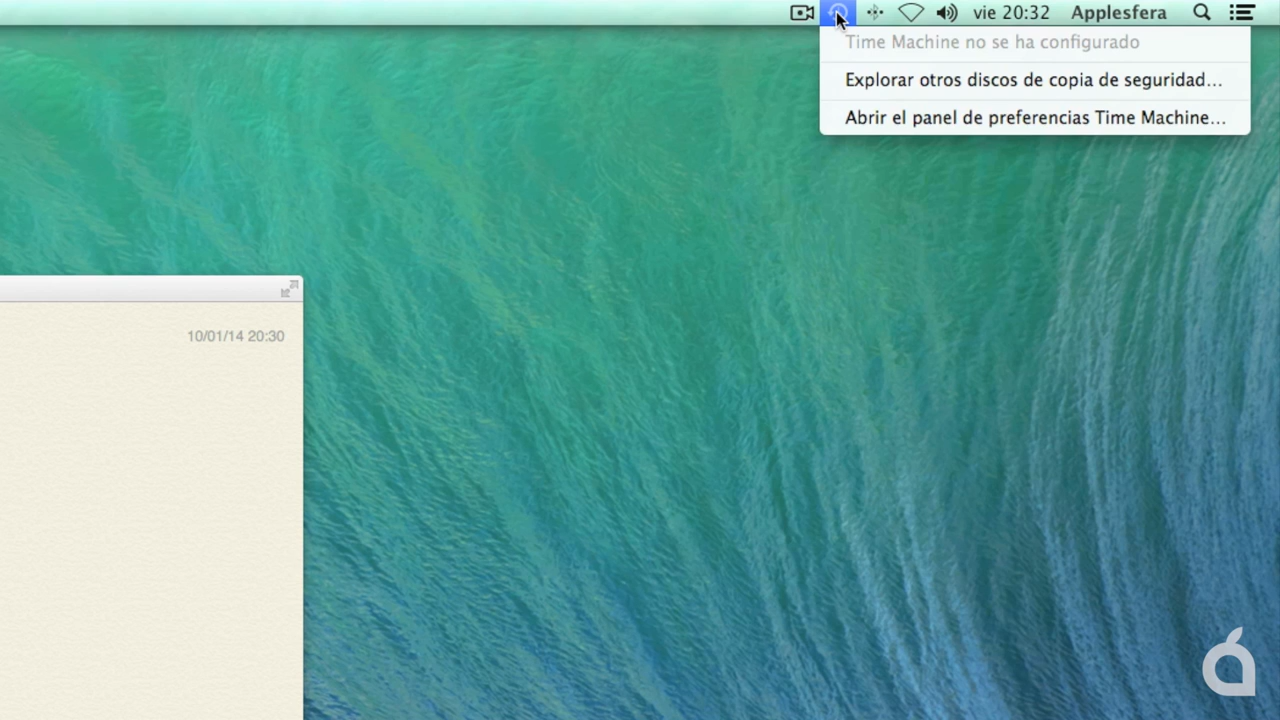 vie 20:32 Applesfera
Time Machine no se ha configurado
Explorar otros discos de copia de seguridad...
Abrir el panel de preferencias Time Machine...
10/01/14 20:30